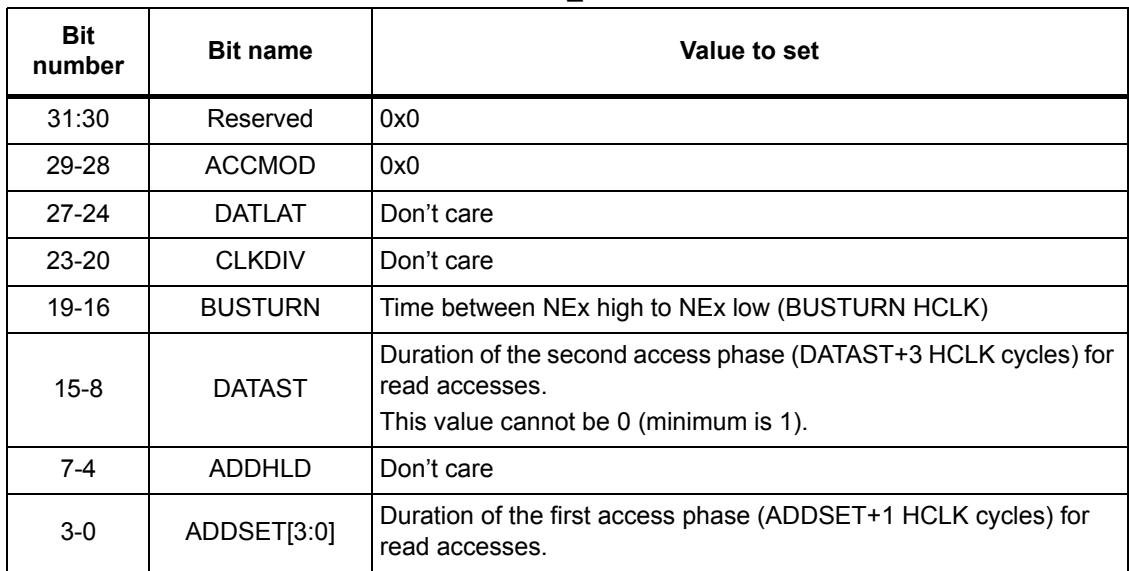 Bit number Bit name Value to set
31:30 Reserved 0x0
29-28 ACCMOD 0x0
27-24 DATLAT Don’t care
23-20 CLKDIV Don’t care
19-16 BUSTURN Time between NEx high to NEx low (BUSTURN HCLK)
15-8 DATAST Duration of the second access phase (DATAST+3 HCLK cycles) for
read accesses.
This value cannot be 0 (minimum is 1).
7-4 ADDHLD Don’t care
3-0 ADDSET[3:0] Duration of the first access phase (ADDSET+1 HCLK cycles) for
read accesses.